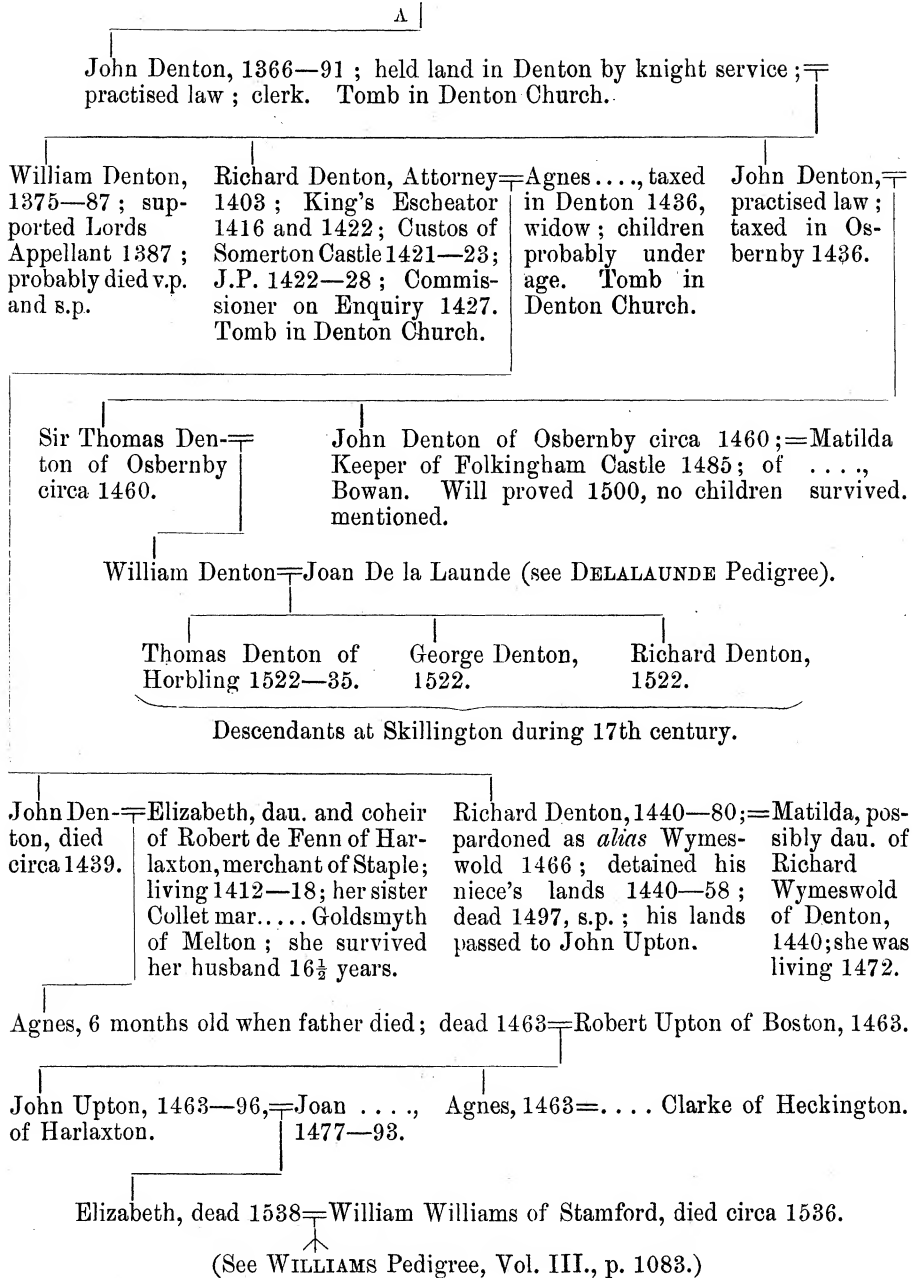 A
John Denton, 1366—91 ; held land in Denton by knight service ;
practised law ; clerk. Tomb in Denton Church.
William Denton,
1375—87 ; sup-
ported Lords
Appellant 1387 ;
probably died v.p.
and s.p.
Richard Denton, Attorney
1403 ; King's Escheator
1416 and 1422 ; Custos of
Somerton Castle 1421—23;
J.P. 1422—28 ; Commis-
sioner on Enquiry 1427.
Tomb in Denton Church.
Agnes ...., taxed
in Denton 1436,
widow ; children
probably under
age. Tomb in
Denton Church.
John Denton,
practised law ;
taxed in Os-
bernby 1436.
Sir Thomas Den-
ton of Osbernby
circa 1460.
John Denton of Osbernby circa 1460 ;=Matilda
Keeper of Folkingham Castle 1485; of ....,
Bowan. Will proved 1500, no children survived.
mentioned.
William Denton=Joan De la Launde (see DELALAUNDE Pedigree).
Thomas Denton of
Horbling 1522—35.
George Denton,
1522.
Richard Denton,
1522.
Descendants at Skillington during 17th century.
John Den-
ton, died
circa 1439.
Elizabeth, dau. and coheir
of Robert de Fenn of Har-
laxton, merchant of Staple;
living 1412—18; her sister
Collet mar..... Goldsmyth
of Melton ; she survived
her husband 16½ years.
Richard Denton, 1440—80;
pardoned as alias Wymes-
wold 1466 ; detained his
niece's lands 1440—58 ;
dead 1497, s.p. ; his lands
passed to John Upton.
Matilda, pos-
sibly dau. of
Richard
Wymeswold
of Denton,
1440; she was
living 1472.
Agnes, 6 months old when father died; dead 1463=Robert Upton of Boston, 1463.
John Upton, 1463—96,
of Harlaxton.
Joan ....,
1477—93.
Agnes, 1463=.... Clarke of Heckington.
Elizabeth, dead 1538=William Williams of Stamford, died circa 1536.
(See WILLIAMS Pedigree, Vol. III., p. 1083.)